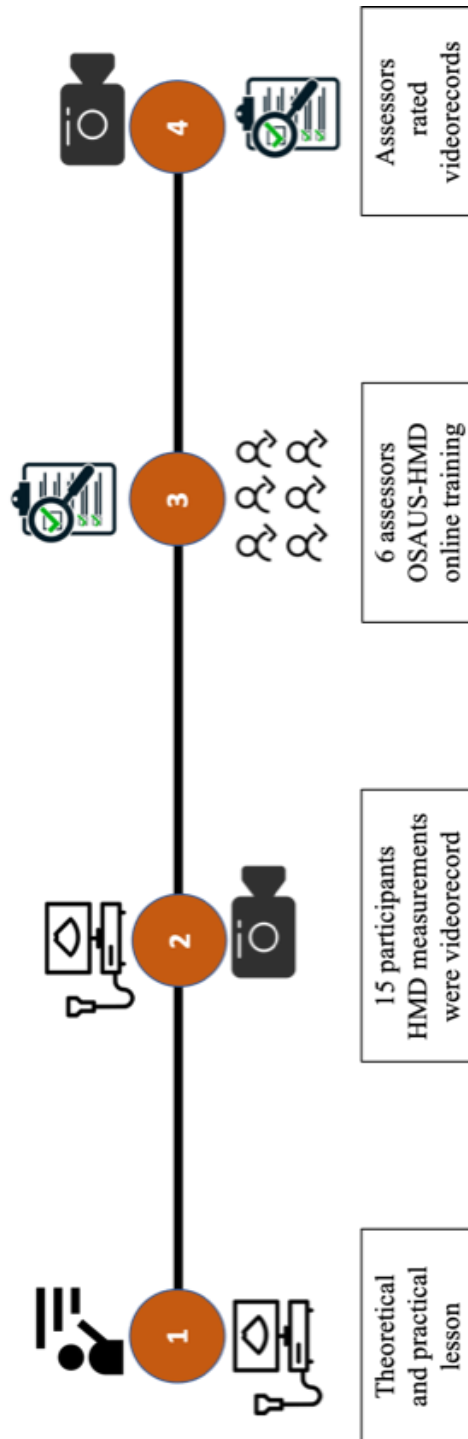 1
2
3
4
Theoretical
and practical
lesson
15 participants
HMD measurements
were videorecord
6 assessors
OSAUS-HMD
online training
Assessors
rated
videorecords